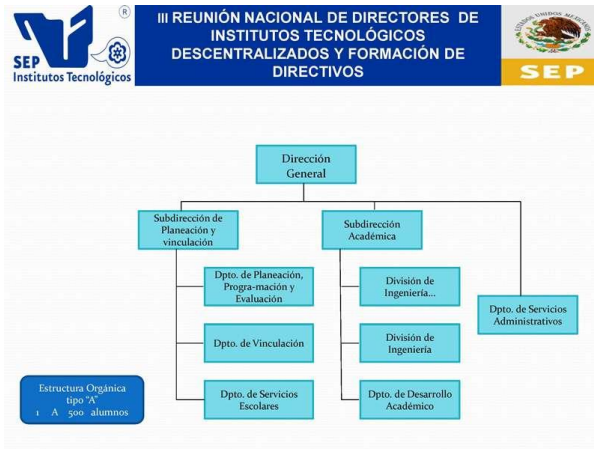 ®
SEP
Institutos Tecnológicos
III REUNIÓN NACIONAL DE DIRECTORES DE
INSTITUTOS TECNOLÓGICOS
DESCENTRALIZADOS Y FORMACIÓN DE
DIRECTIVOS
ESTADOS UNIDOS MEXICANOS
SEP
Dirección
General
Subdirección de
Planeación y
vinculación
Subdirección
Académica
Dpto. de Planeación,
Progra-mación y
Evaluación
División de
Ingeniería...
Dpto. de Servicios
Administrativos
Dpto. de Vinculación
División de
Ingeniería
Dpto. de Servicios
Escolares
Dpto. de Desarrollo
Académico
Estructura Orgánica
tipo “A”
1 A 500 alumnos